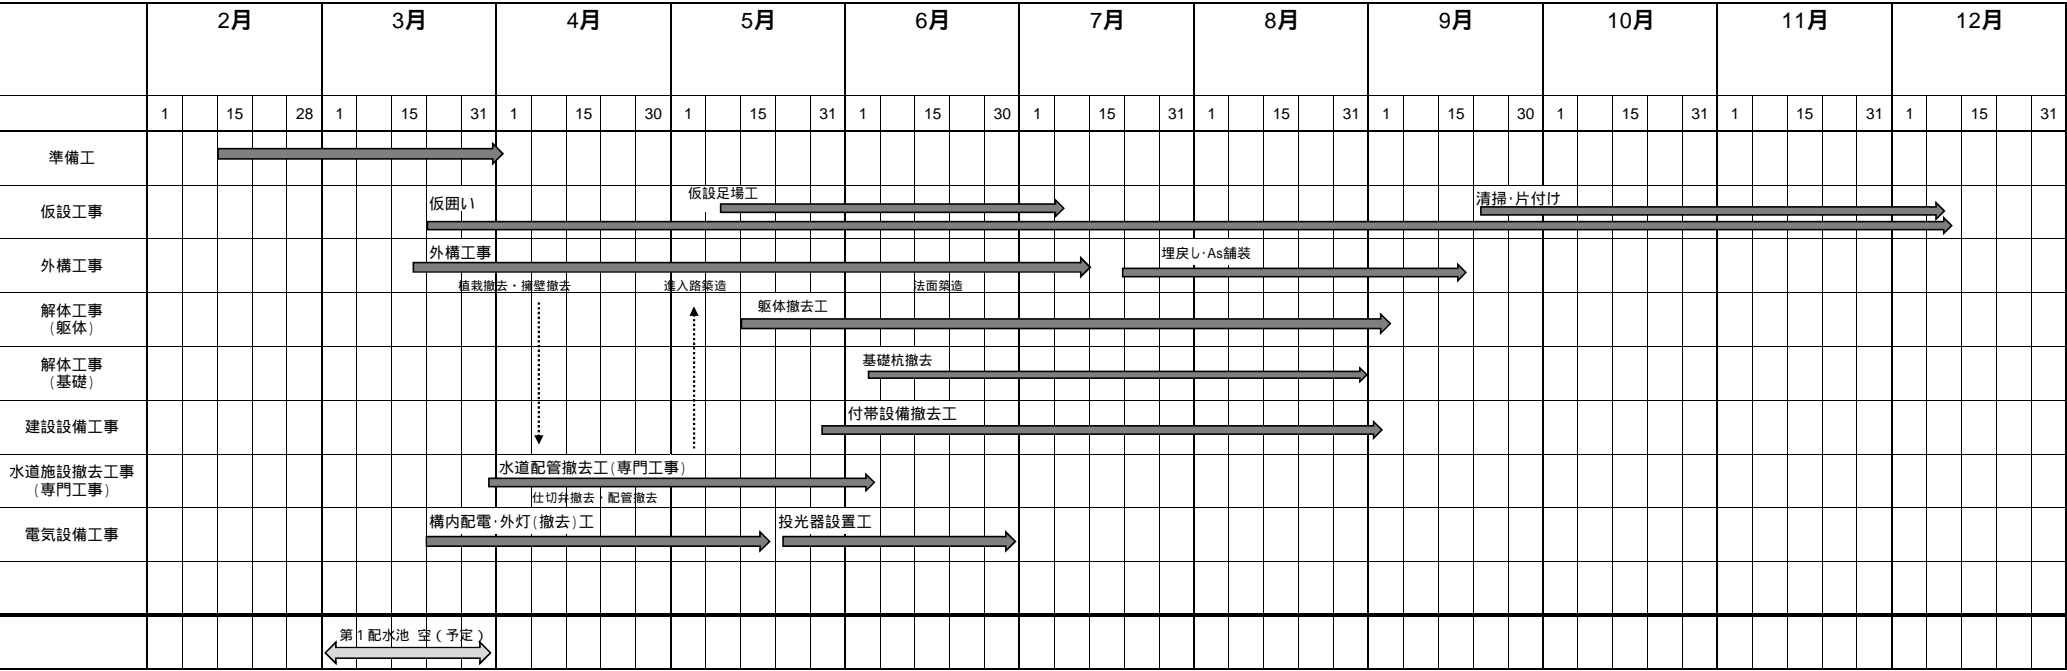 2月 3月 4月 5月 6月 7月 8月 9月 10月 11月 12月
1 15 28 1 15 31 1 15 30 1 15 31 1 15 30 1 15 31 1 15 31 1 15 30 1 15 31 1 15 31 1 15 31
準備工
仮設工事
仮囲い
仮設足場工
清掃･片付け
外構工事
外構工事
埋戻し･As舗装
植栽撤去・擁壁撤去
進入路築造
法面築造
解体工事
(躯体)
躯体撤去工
解体工事
(基礎)
基礎杭撤去
建設設備工事
付帯設備撤去工
水道施設撤去工事
(専門工事)
水道配管撤去工(専門工事)
仕切弁撤去・配管撤去
電気設備工事
構内配電･外灯(撤去)工
投光器設置工
第1配水池 空(予定)